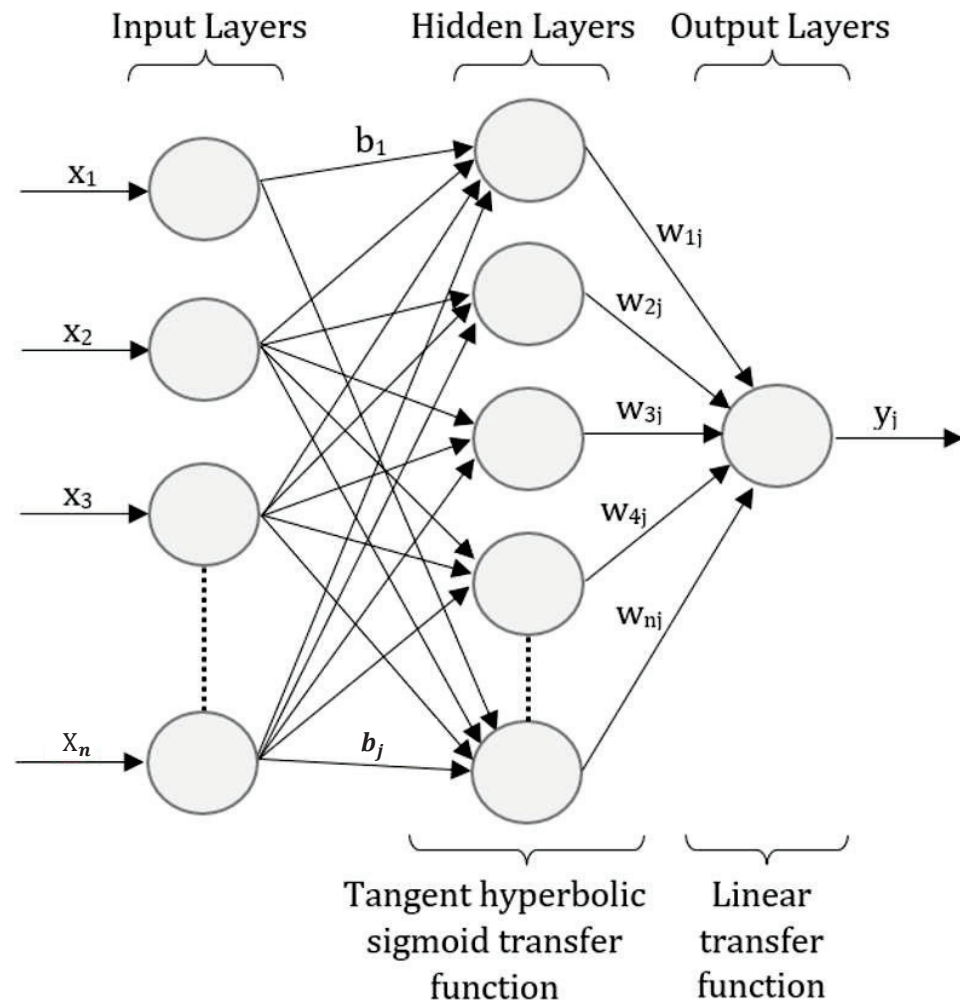 Input Layers
Hidden Layers
Output Layers
x₁
b₁
w₁ⱼ
x₂
w₂ⱼ
w₃ⱼ
yⱼ
x₃
w₄ⱼ
wₙⱼ
Xₙ
bⱼ
Tangent hyperbolic
sigmoid transfer
function
Linear
transfer
function